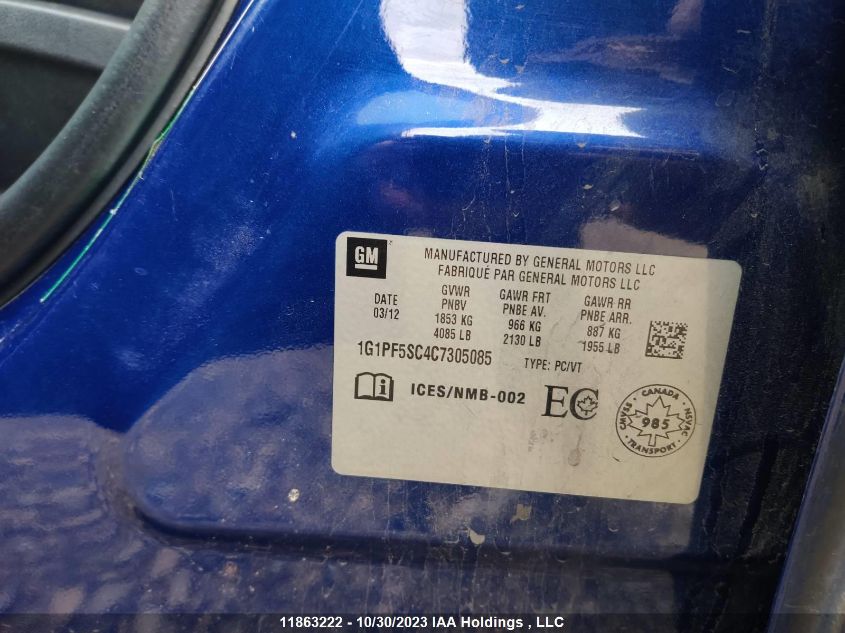 GM
MANUFACTURED BY GENERAL MOTORS LLC
FABRIQUÉ PAR GENERAL MOTORS LLC
DATE
03/12
GVWR
PNBV
1853 KG
4085 LB
GAWR FRT
PNBE AV.
966 KG
2130 LB
GAWR RR
PNBE ARR.
887 KG
1955 LB
1G1PF5SC4C7305085
TYPE: PC/VT
i ICES/NMB-002
EC
CANADA
CMVSS
NSVAC
985
TRANSPORT
11863222 - 10/30/2023 IAA Holdings , LLC